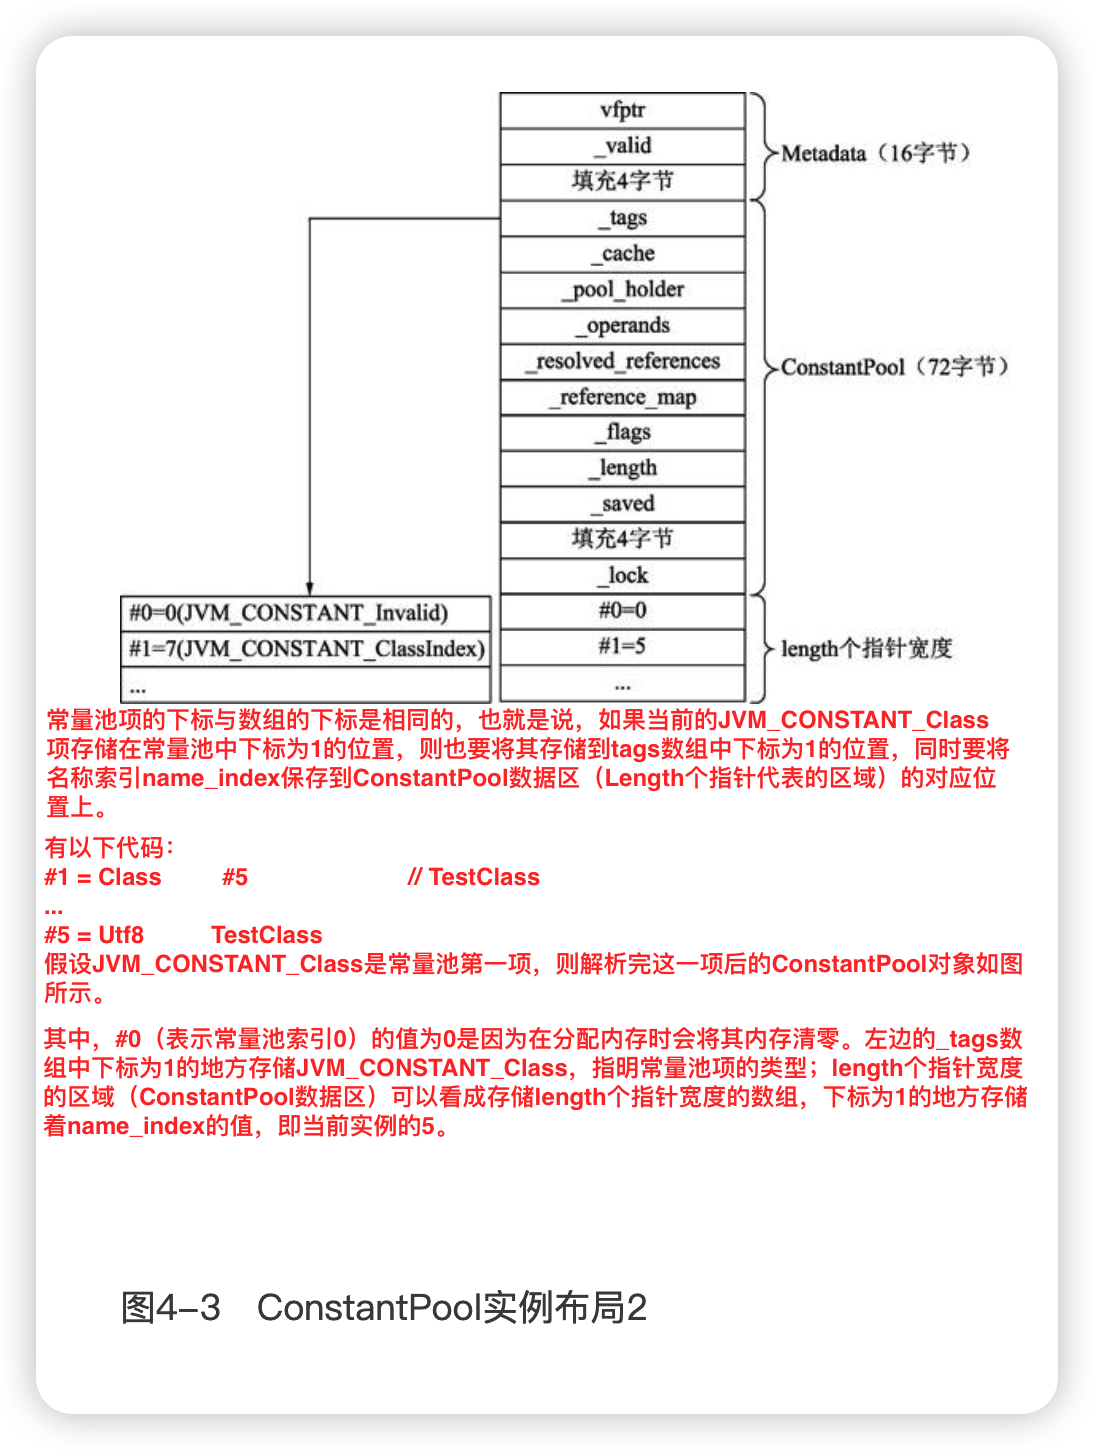 vfptr
_valid
填充4字节
Metadata（16字节）
_tags
_cache
_pool_holder
_operands
_resolved_references
_reference_map
_flags
_length
_saved
填充4字节
_lock
ConstantPool（72字节）
#0=0(JVM_CONSTANT_Invalid)
#1=7(JVM_CONSTANT_ClassIndex)
...
#0=0
#1=5
...
length个指针宽度
常量池项的下标与数组的下标是相同的，也就是说，如果当前的JVM_CONSTANT_Class
项存储在常量池中下标为1的位置，则也要将其存储到tags数组中下标为1的位置，同时要将
名称索引name_index保存到ConstantPool数据区（Length个指针代表的区域）的对应位
置上。
有以下代码：
#1 = Class #5 // TestClass
...
#5 = Utf8 TestClass
假设JVM_CONSTANT_Class是常量池第一项，则解析完这一项后的ConstantPool对象如图
所示。
其中，#0（表示常量池索引0）的值为0是因为在分配内存时会将其内存清零。左边的_tags数
组中下标为1的地方存储JVM_CONSTANT_Class，指明常量池项的类型；length个指针宽度
的区域（ConstantPool数据区）可以看成存储length个指针宽度的数组，下标为1的地方存储
着name_index的值，即当前实例的5。
图4-3 ConstantPool实例布局2